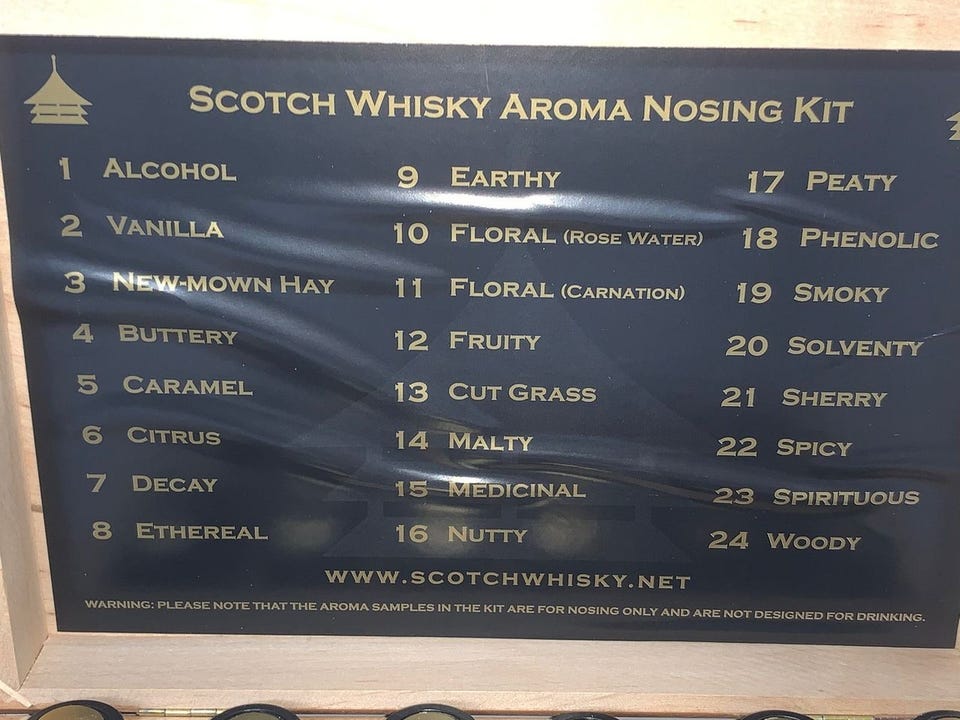 SCOTCH WHISKY AROMA NOSING KIT
1 ALCOHOL
2 VANILLA
3 NEW-MOWN HAY
4 BUTTERY
5 CARAMEL
6 CITRUS
7 DECAY
8 ETHEREAL
9 EARTHY
10 FLORAL (ROSE WATER)
11 FLORAL (CARNATION)
12 FRUITY
13 CUT GRASS
14 MALTY
15 MEDICINAL
16 NUTTY
17 PEATY
18 PHENOLIC
19 SMOKY
20 SOLVENTY
21 SHERRY
22 SPICY
23 SPIRITUOUS
24 WOODY
WWW.SCOTCHWHISKY.NET
WARNING: PLEASE NOTE THAT THE AROMA SAMPLES IN THE KIT ARE FOR NOSING ONLY AND ARE NOT DESIGNED FOR DRINKING.